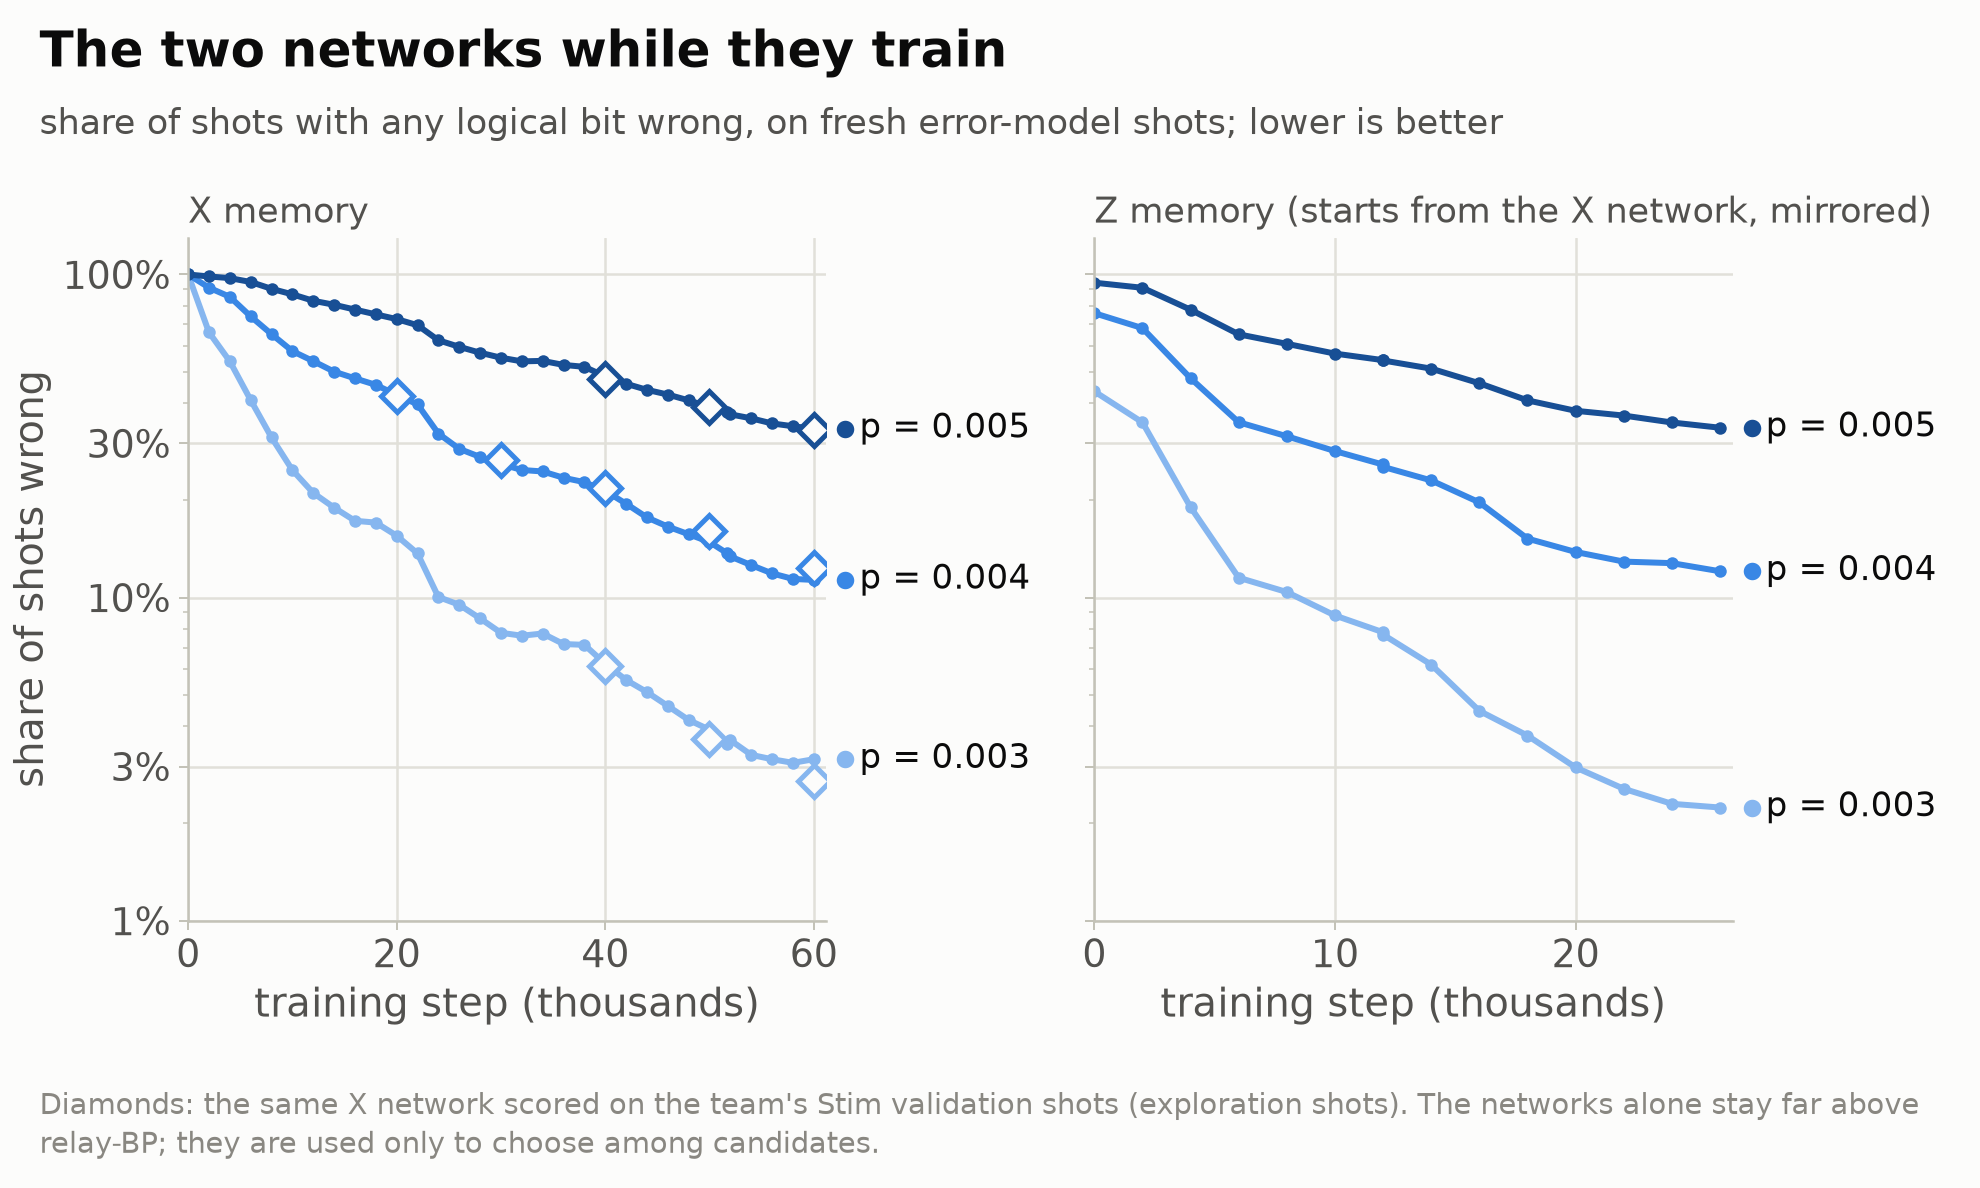 The two networks while they train
share of shots with any logical bit wrong, on fresh error-model shots; lower is better
X memory
Z memory (starts from the X network, mirrored)
share of shots wrong
100%
30%
10%
3%
1%
p = 0.005
p = 0.004
p = 0.003
p = 0.005
p = 0.004
p = 0.003
0 20 40 60
0 10 20
training step (thousands)
training step (thousands)
Diamonds: the same X network scored on the team's Stim validation shots (exploration shots). The networks alone stay far above
relay-BP; they are used only to choose among candidates.